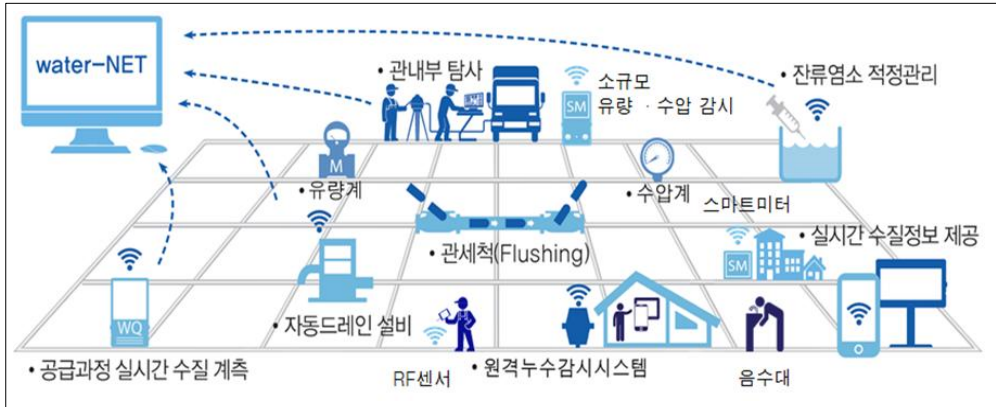 water-NET
• 관내부 탐사
소규모
유량 · 수압 감시
• 잔류염소 적정관리
SM
M
• 유량계
• 수압계
스마트미터
• 관세척(Flushing)
• 실시간 수질정보 제공
SM
WQ
• 자동드레인 설비
• 공급과정 실시간 수질 계측
RF센서
• 원격누수감시시스템
음수대